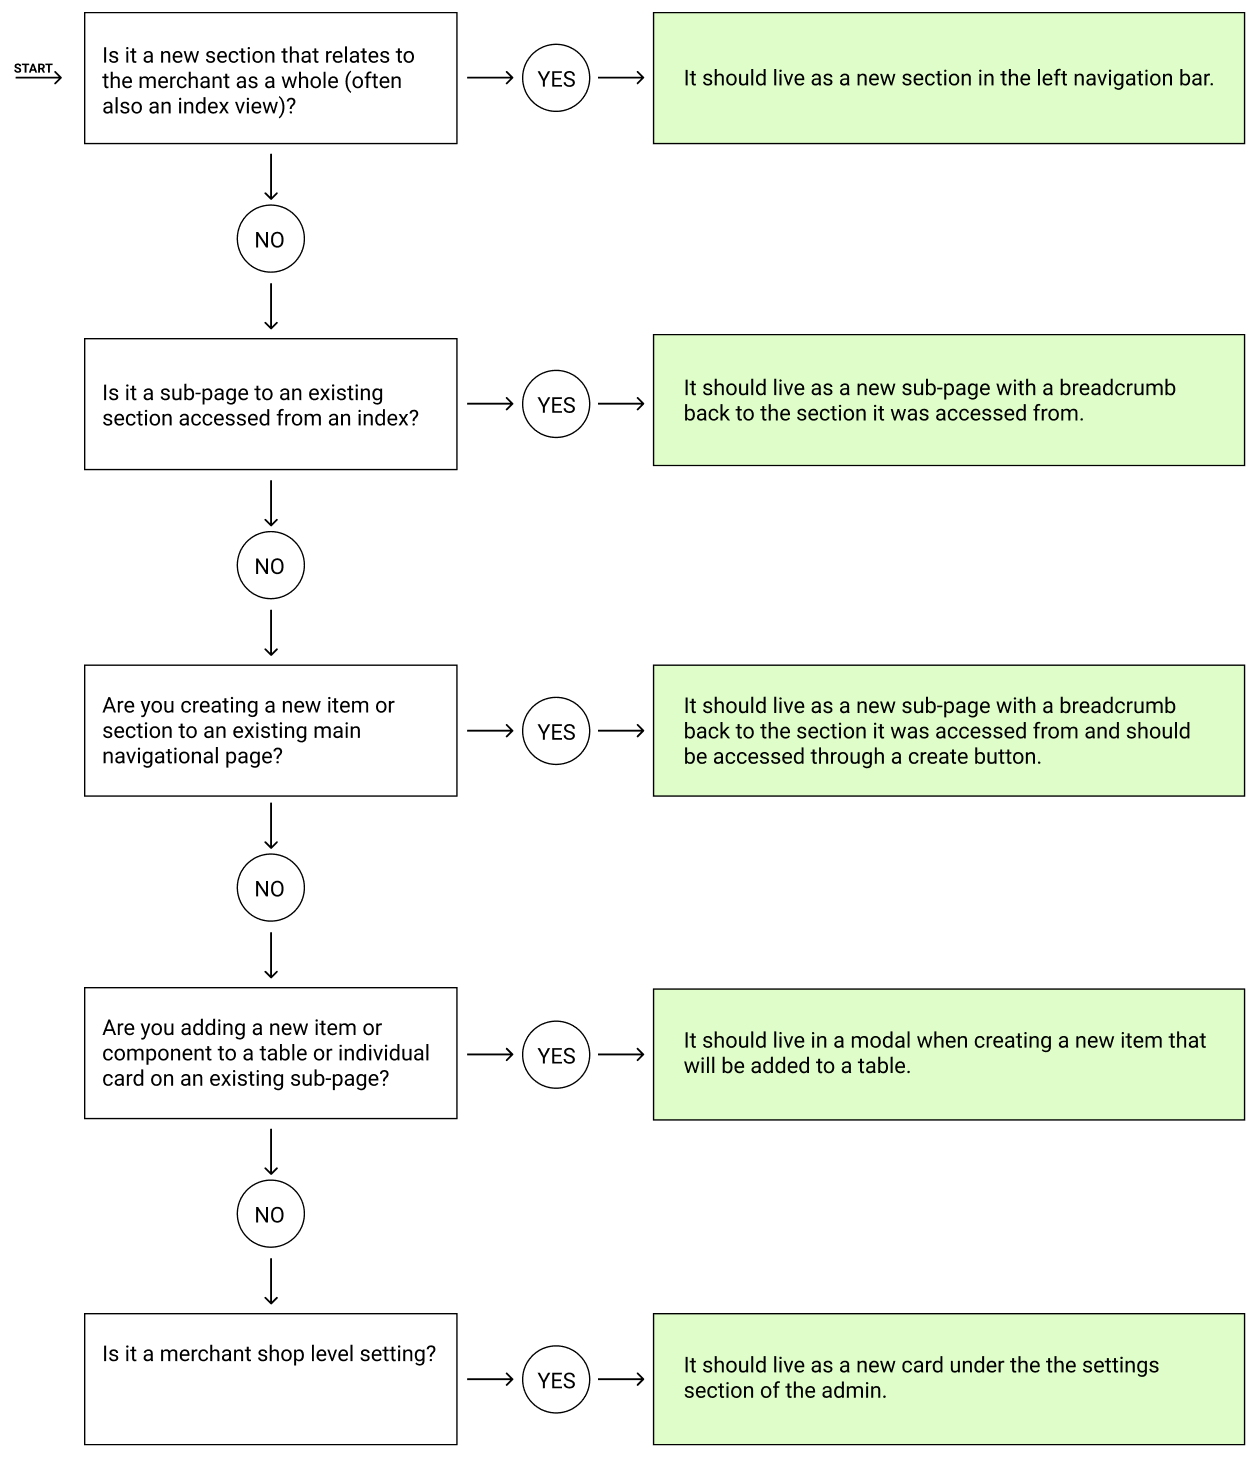 START
Is it a new section that relates to
the merchant as a whole (often
also an index view)?
YES
It should live as a new section in the left navigation bar.
NO
Is it a sub-page to an existing
section accessed from an index?
YES
It should live as a new sub-page with a breadcrumb
back to the section it was accessed from.
NO
Are you creating a new item or
section to an existing main
navigational page?
YES
It should live as a new sub-page with a breadcrumb
back to the section it was accessed from and should
be accessed through a create button.
NO
Are you adding a new item or
component to a table or individual
card on an existing sub-page?
YES
It should live in a modal when creating a new item that
will be added to a table.
NO
Is it a merchant shop level setting?
YES
It should live as a new card under the the settings
section of the admin.